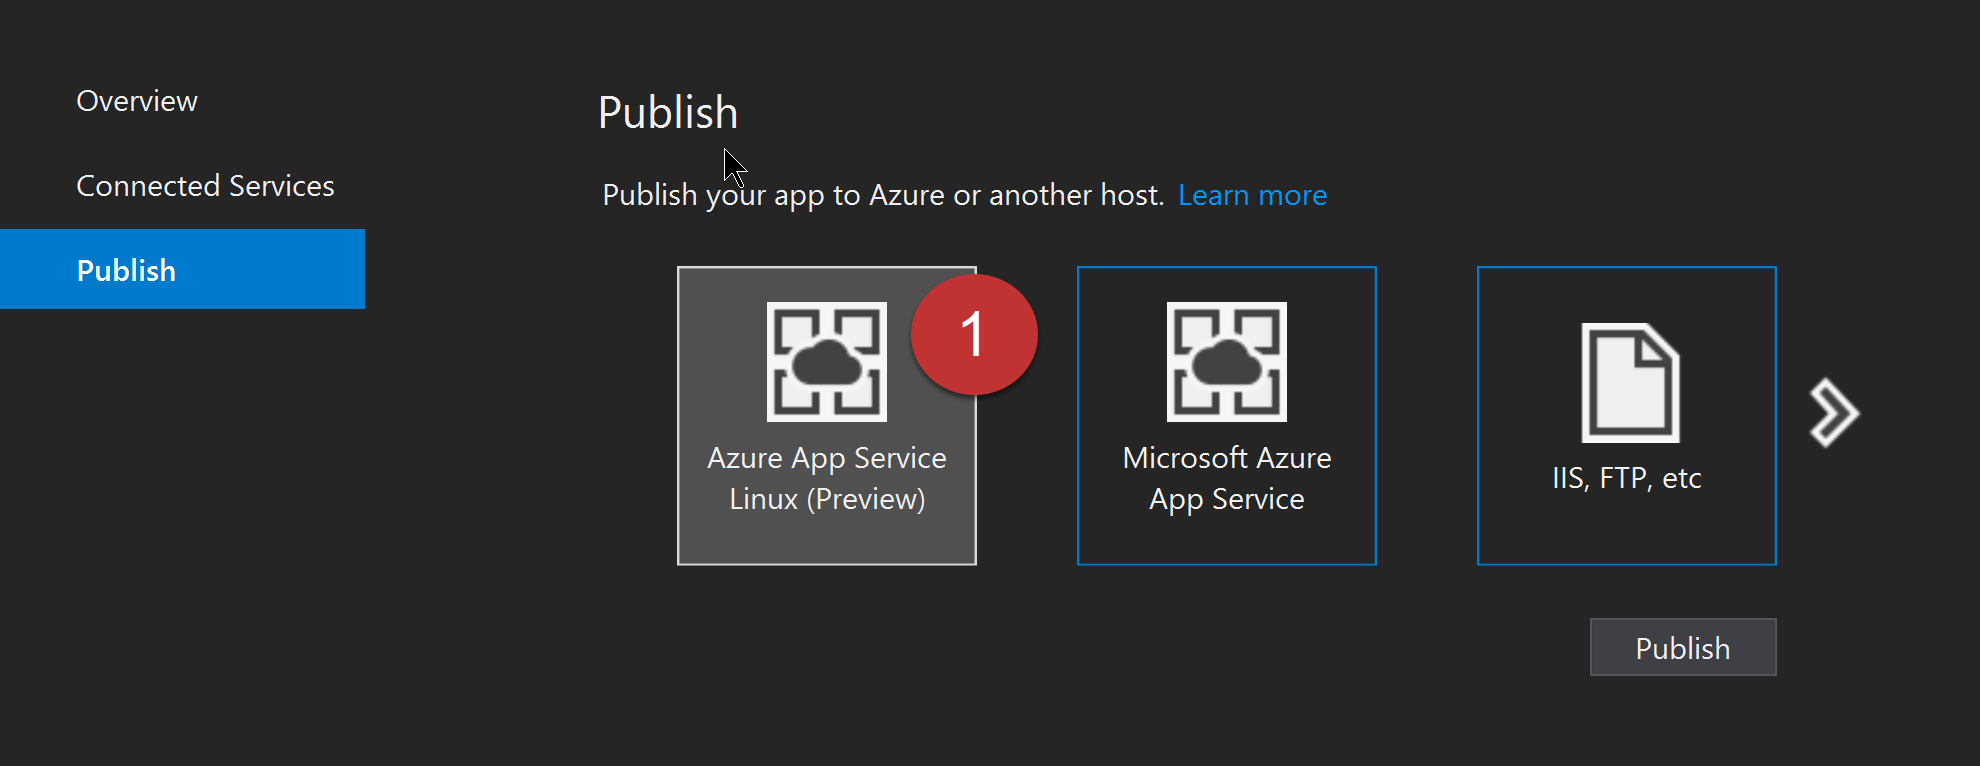 Overview
Connected Services
Publish
Publish
Publish your app to Azure or another host. Learn more
1
Azure App Service
Linux (Preview)
Microsoft Azure
App Service
IIS, FTP, etc
Publish